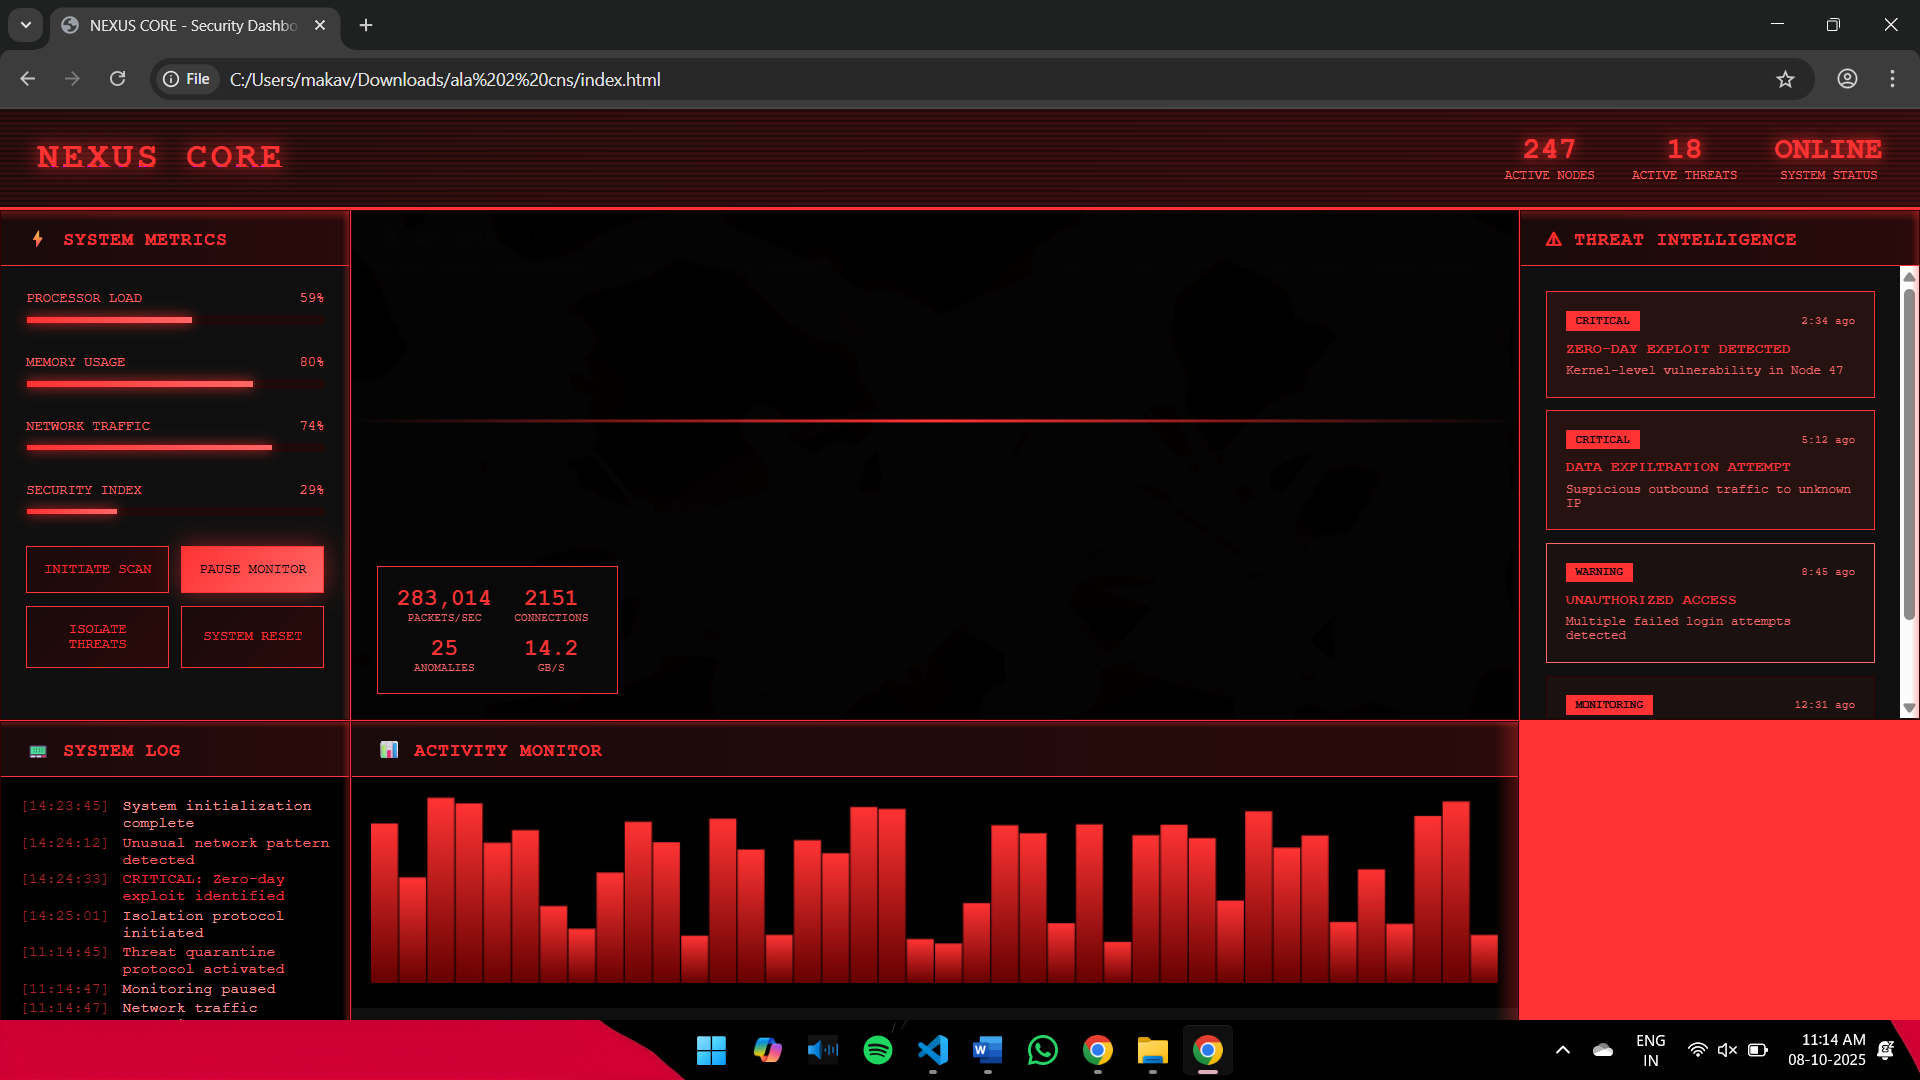 NEXUS CORE - Security Dashbo
File
C:/Users/makav/Downloads/ala%202%20cns/index.html
NEXUS CORE
247
ACTIVE NODES
18
ACTIVE THREATS
ONLINE
SYSTEM STATUS
SYSTEM METRICS
PROCESSOR LOAD 59%
MEMORY USAGE 80%
NETWORK TRAFFIC 74%
SECURITY INDEX 29%
INITIATE SCAN
PAUSE MONITOR
ISOLATE
THREATS
SYSTEM RESET
283,014
PACKETS/SEC
2151
CONNECTIONS
25
ANOMALIES
14.2
GB/S
THREAT INTELLIGENCE
CRITICAL 2:34 ago
ZERO-DAY EXPLOIT DETECTED
Kernel-level vulnerability in Node 47
CRITICAL 5:12 ago
DATA EXFILTRATION ATTEMPT
Suspicious outbound traffic to unknown
IP
WARNING 8:45 ago
UNAUTHORIZED ACCESS
Multiple failed login attempts
detected
MONITORING 12:31 ago
SYSTEM LOG
[14:23:45] System initialization
complete
[14:24:12] Unusual network pattern
detected
[14:24:33] CRITICAL: Zero-day
exploit identified
[14:25:01] Isolation protocol
initiated
[11:14:45] Threat quarantine
protocol activated
[11:14:47] Monitoring paused
[11:14:47] Network traffic
ACTIVITY MONITOR
ENG
IN
11:14 AM
08-10-2025